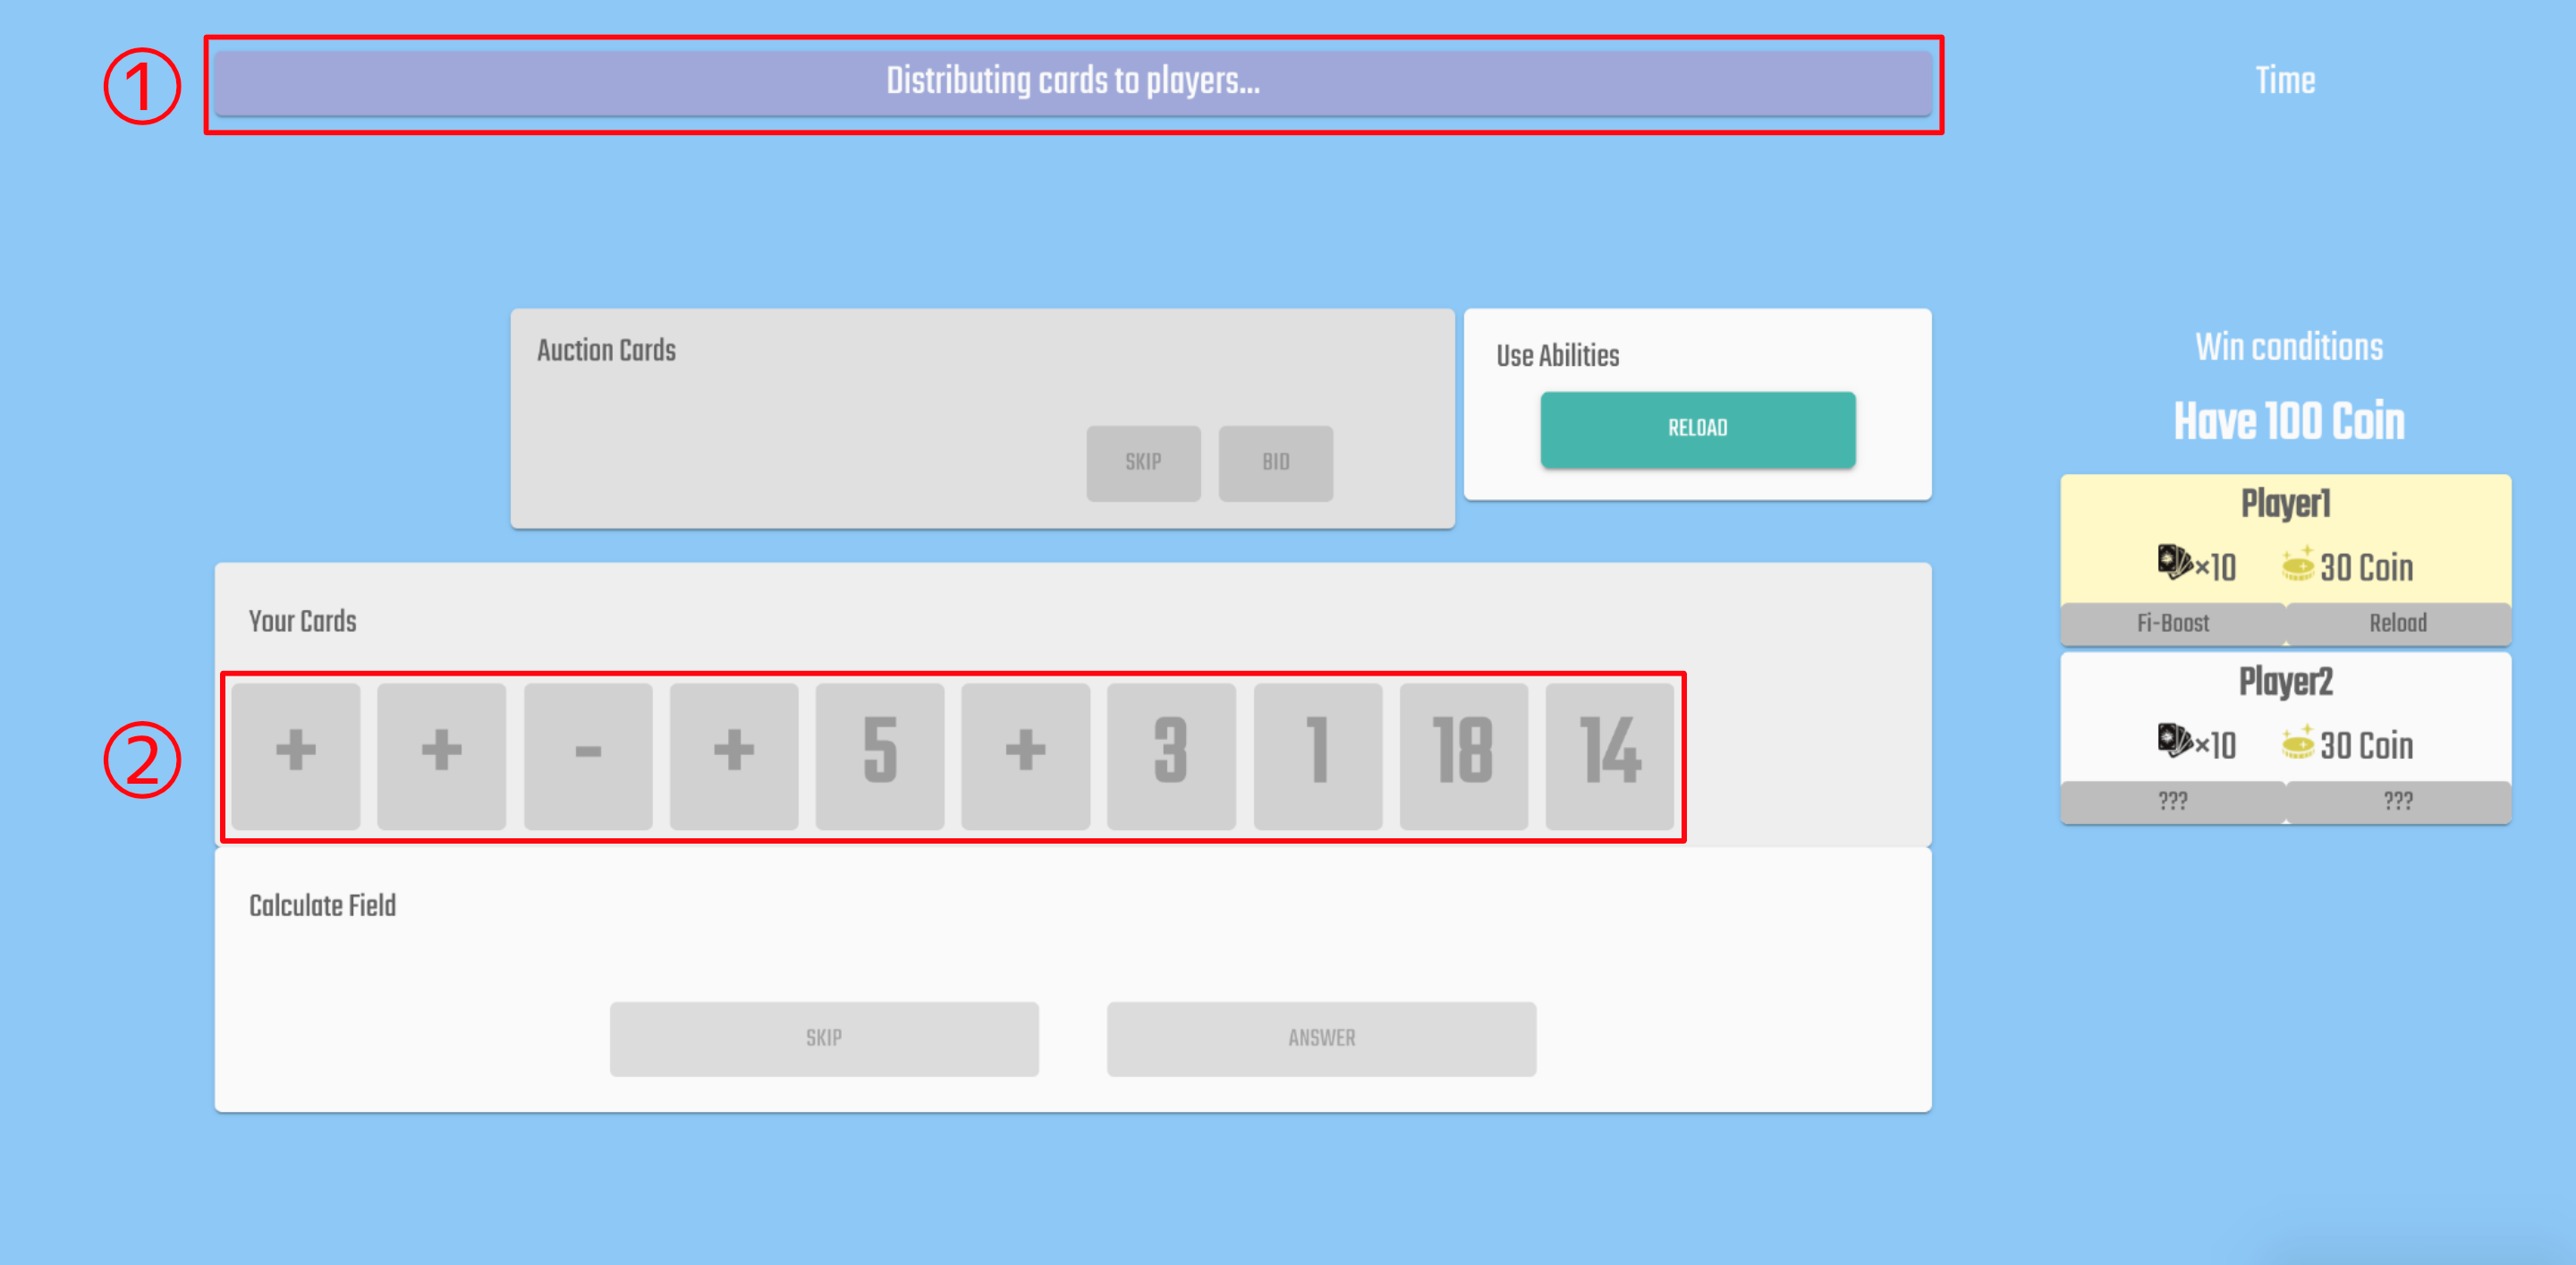 ① Distributing cards to players...
Time
Auction Cards
SKIP BID
Use Abilities
RELOAD
Win conditions
Have 100 Coin
Player1
×10 30 Coin
Fi-Boost Reload
Player2
×10 30 Coin
??? ???
Your Cards
② + + - + 5 + 3 1 18 14
Calculate Field
SKIP ANSWER